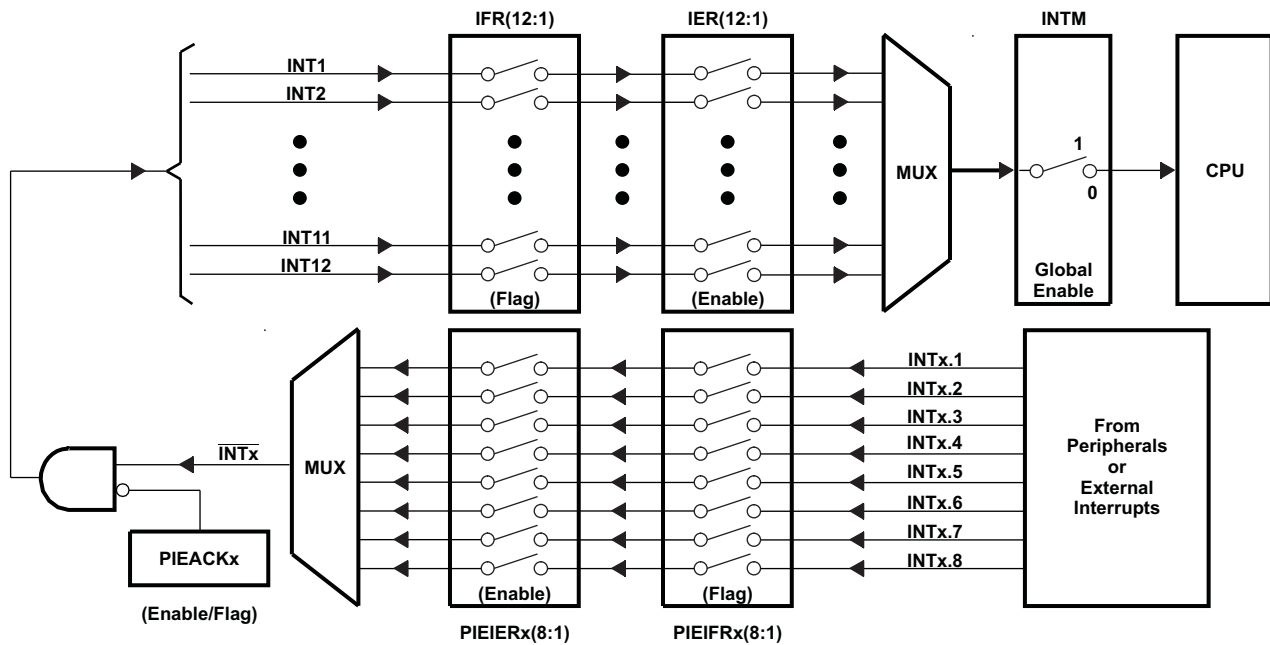 IFR(12:1)
IER(12:1)
INTM
INT1
INT2
INT11
INT12
(Flag)
(Enable)
MUX
1
0
Global
Enable
CPU
INTx
MUX
PIEACKx
(Enable/Flag)
(Enable)
PIEIERx(8:1)
(Flag)
PIEIFRx(8:1)
INTx.1
INTx.2
INTx.3
INTx.4
INTx.5
INTx.6
INTx.7
INTx.8
From
Peripherals
or
External
Interrupts